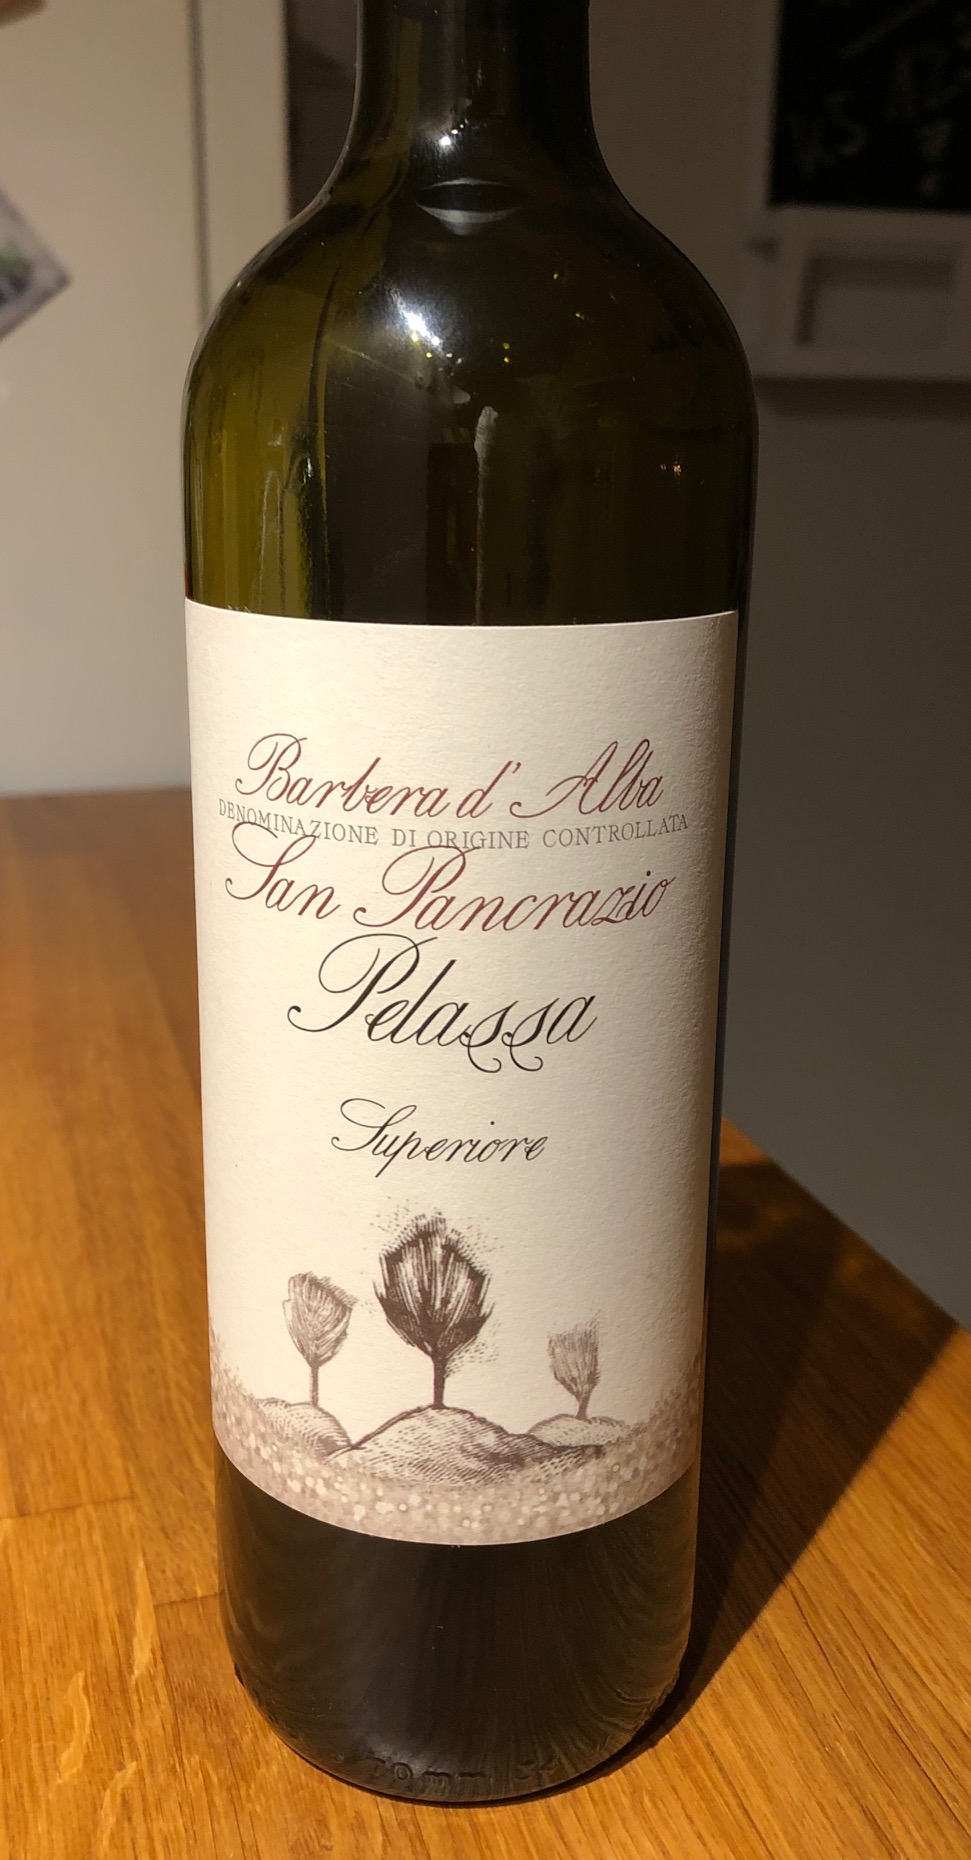 Barbera d' Alba
DENOMINAZIONE DI ORIGINE CONTROLLATA
San Pancrazio
Pelassa
Superiore